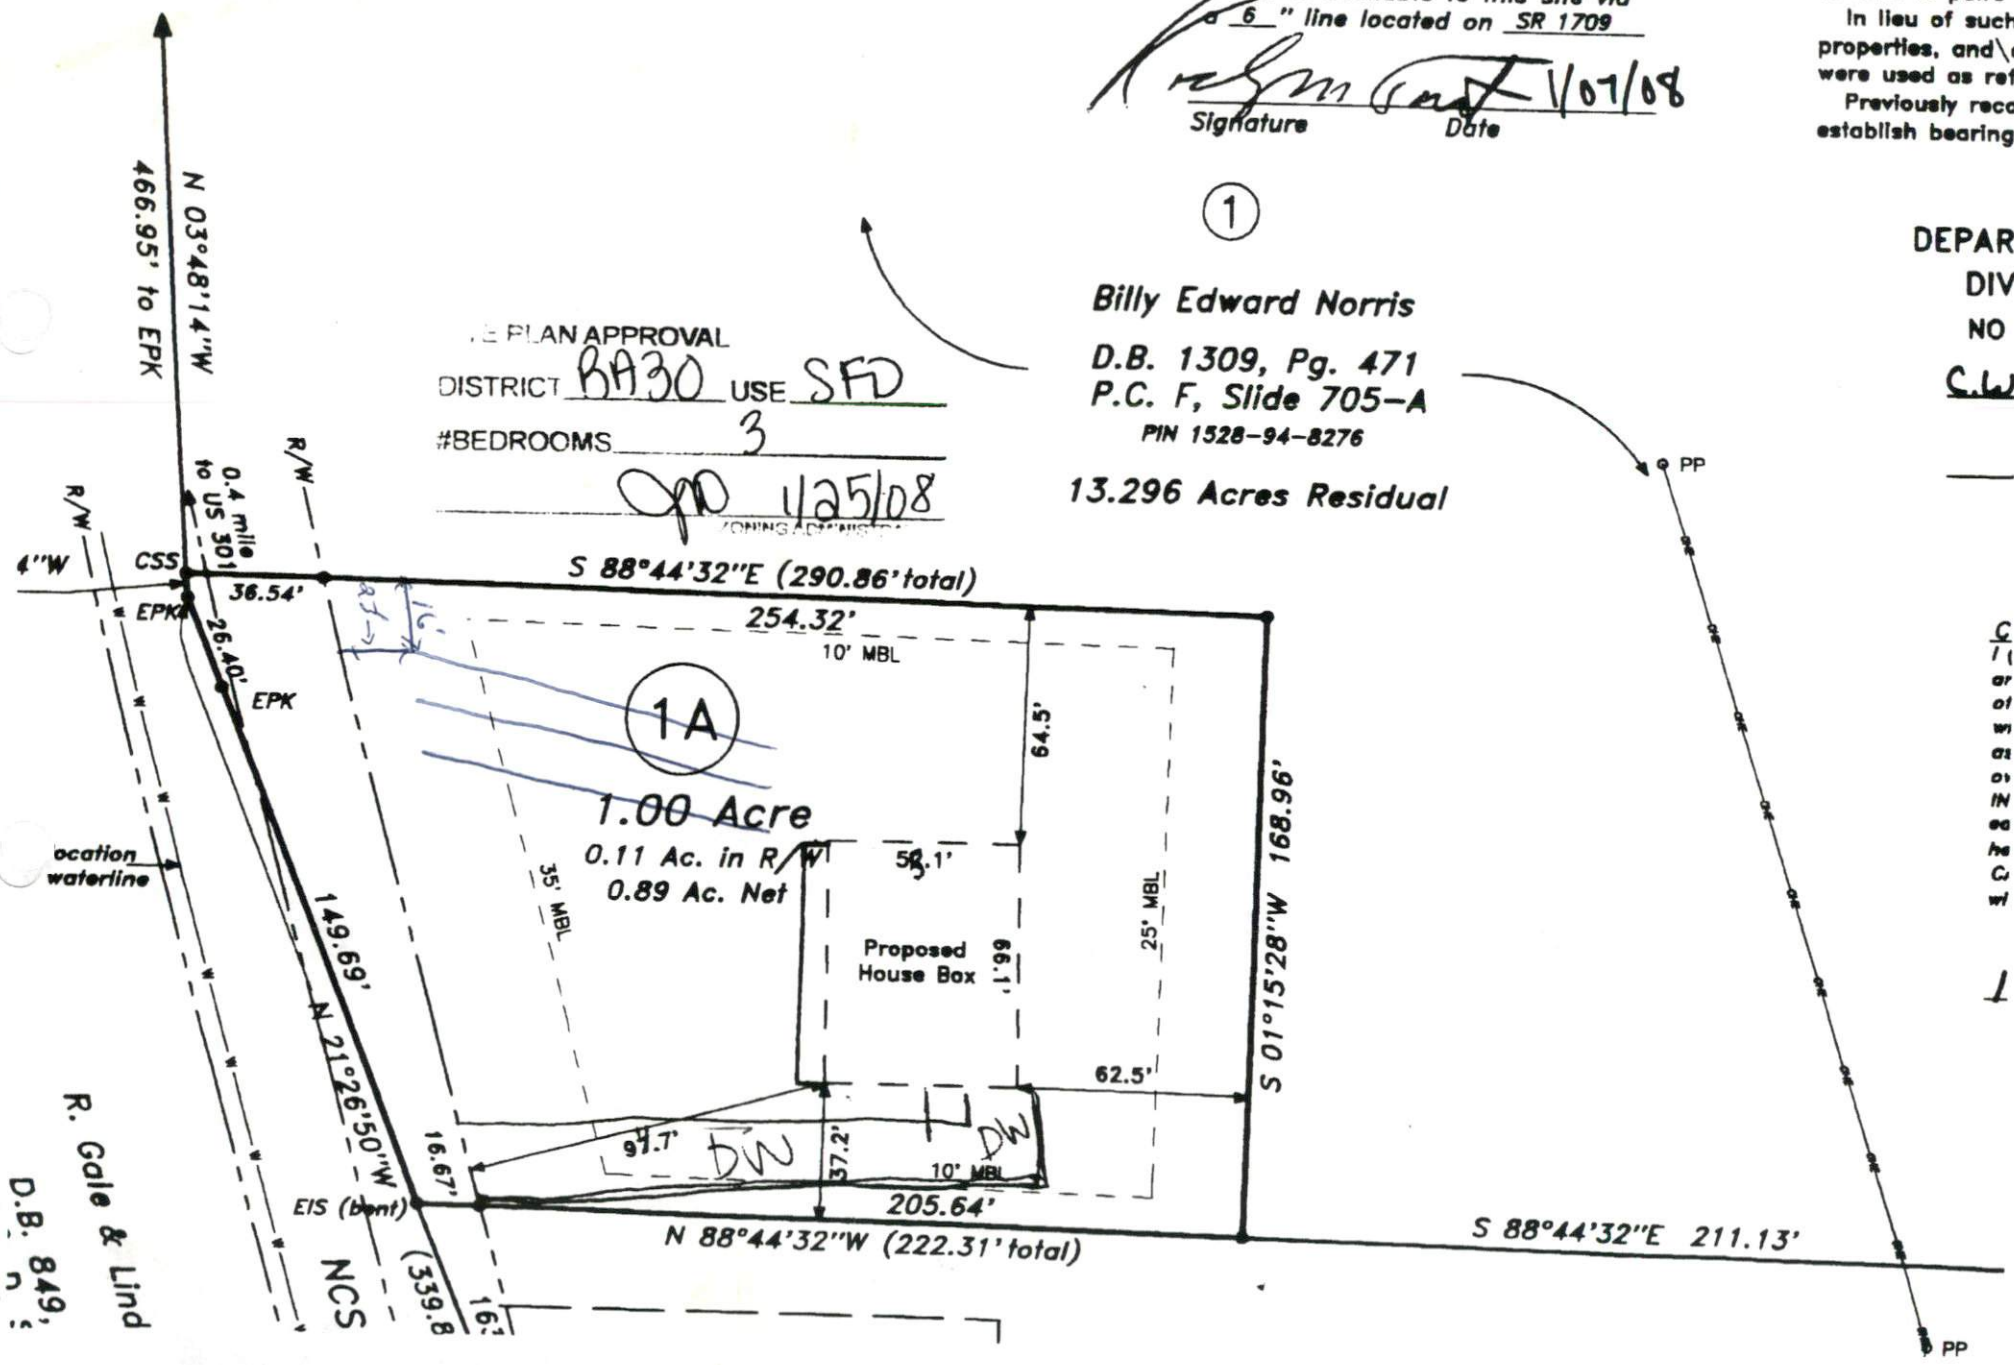 6 " line located on SR 1709
1/07/08
Signature Date
In lieu of such
properties, and\
were used as
Previously
establish bearing
1
DEPAR
DIV
NO
Billy Edward Norris
D.B. 1309, Pg. 471
P.C. F, Slide 705-A
PIN 1528-94-8276
13.296 Acres Residual
N 03°48'14"W
466.95' to EPK
E PLAN APPROVAL
DISTRICT RA30 USE SFD
#BEDROOMS 3
1/25/08
PP
R/W
R/W
0.4 mile
to US 301
4"W
CSS
36.54'
EPK
26.40'
EPK
S 88°44'32"E (290.86' total)
254.32'
10' MBL
16'
25'
1A
1.00 Acre
0.11 Ac. in R/W
0.89 Ac. Net
64.5'
S 01°15'28"W 168.96'
35' MBL
25' MBL
Proposed
House Box
66.1'
ocation
waterline
149.69'
N 21°26'50"W
62.5'
16.67'
DW
DW
37.2'
10' MBL
205.64'
EIS (bent)
N 88°44'32"W (222.31' total)
S 88°44'32"E 211.13'
R. Gale & Lind
D.B. 849,
NCS
(339.8
PP